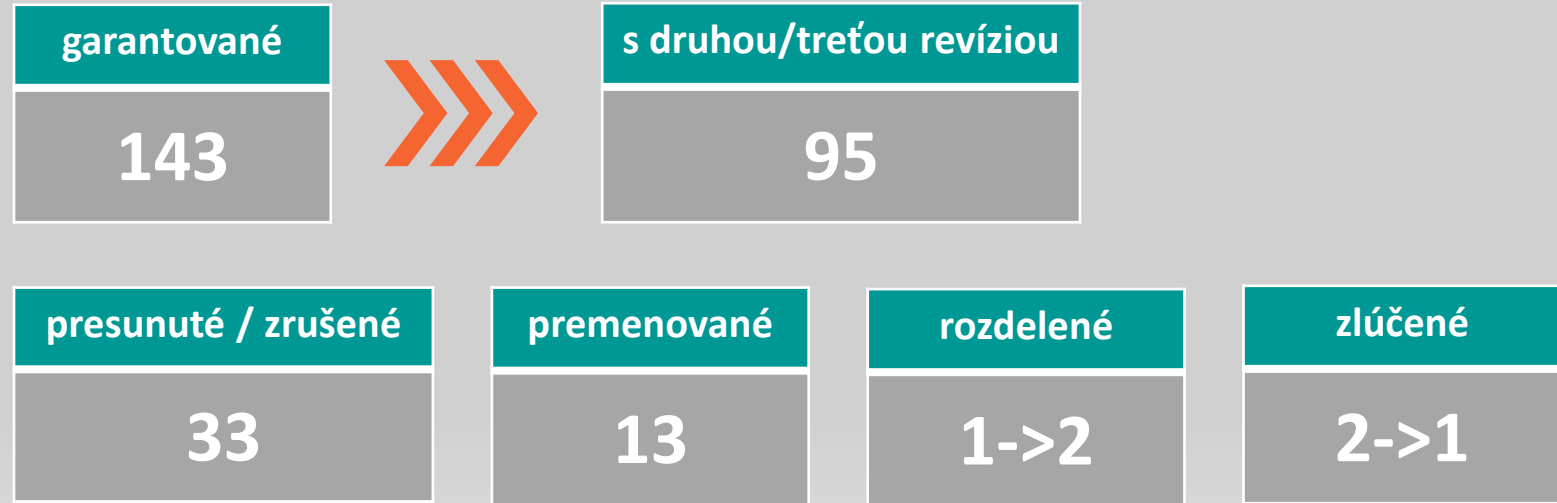 garantované
143
s druhou/treťou revíziou
95
presunuté / zrušené
33
premenované
13
rozdelené
1->2
zlúčené
2->1